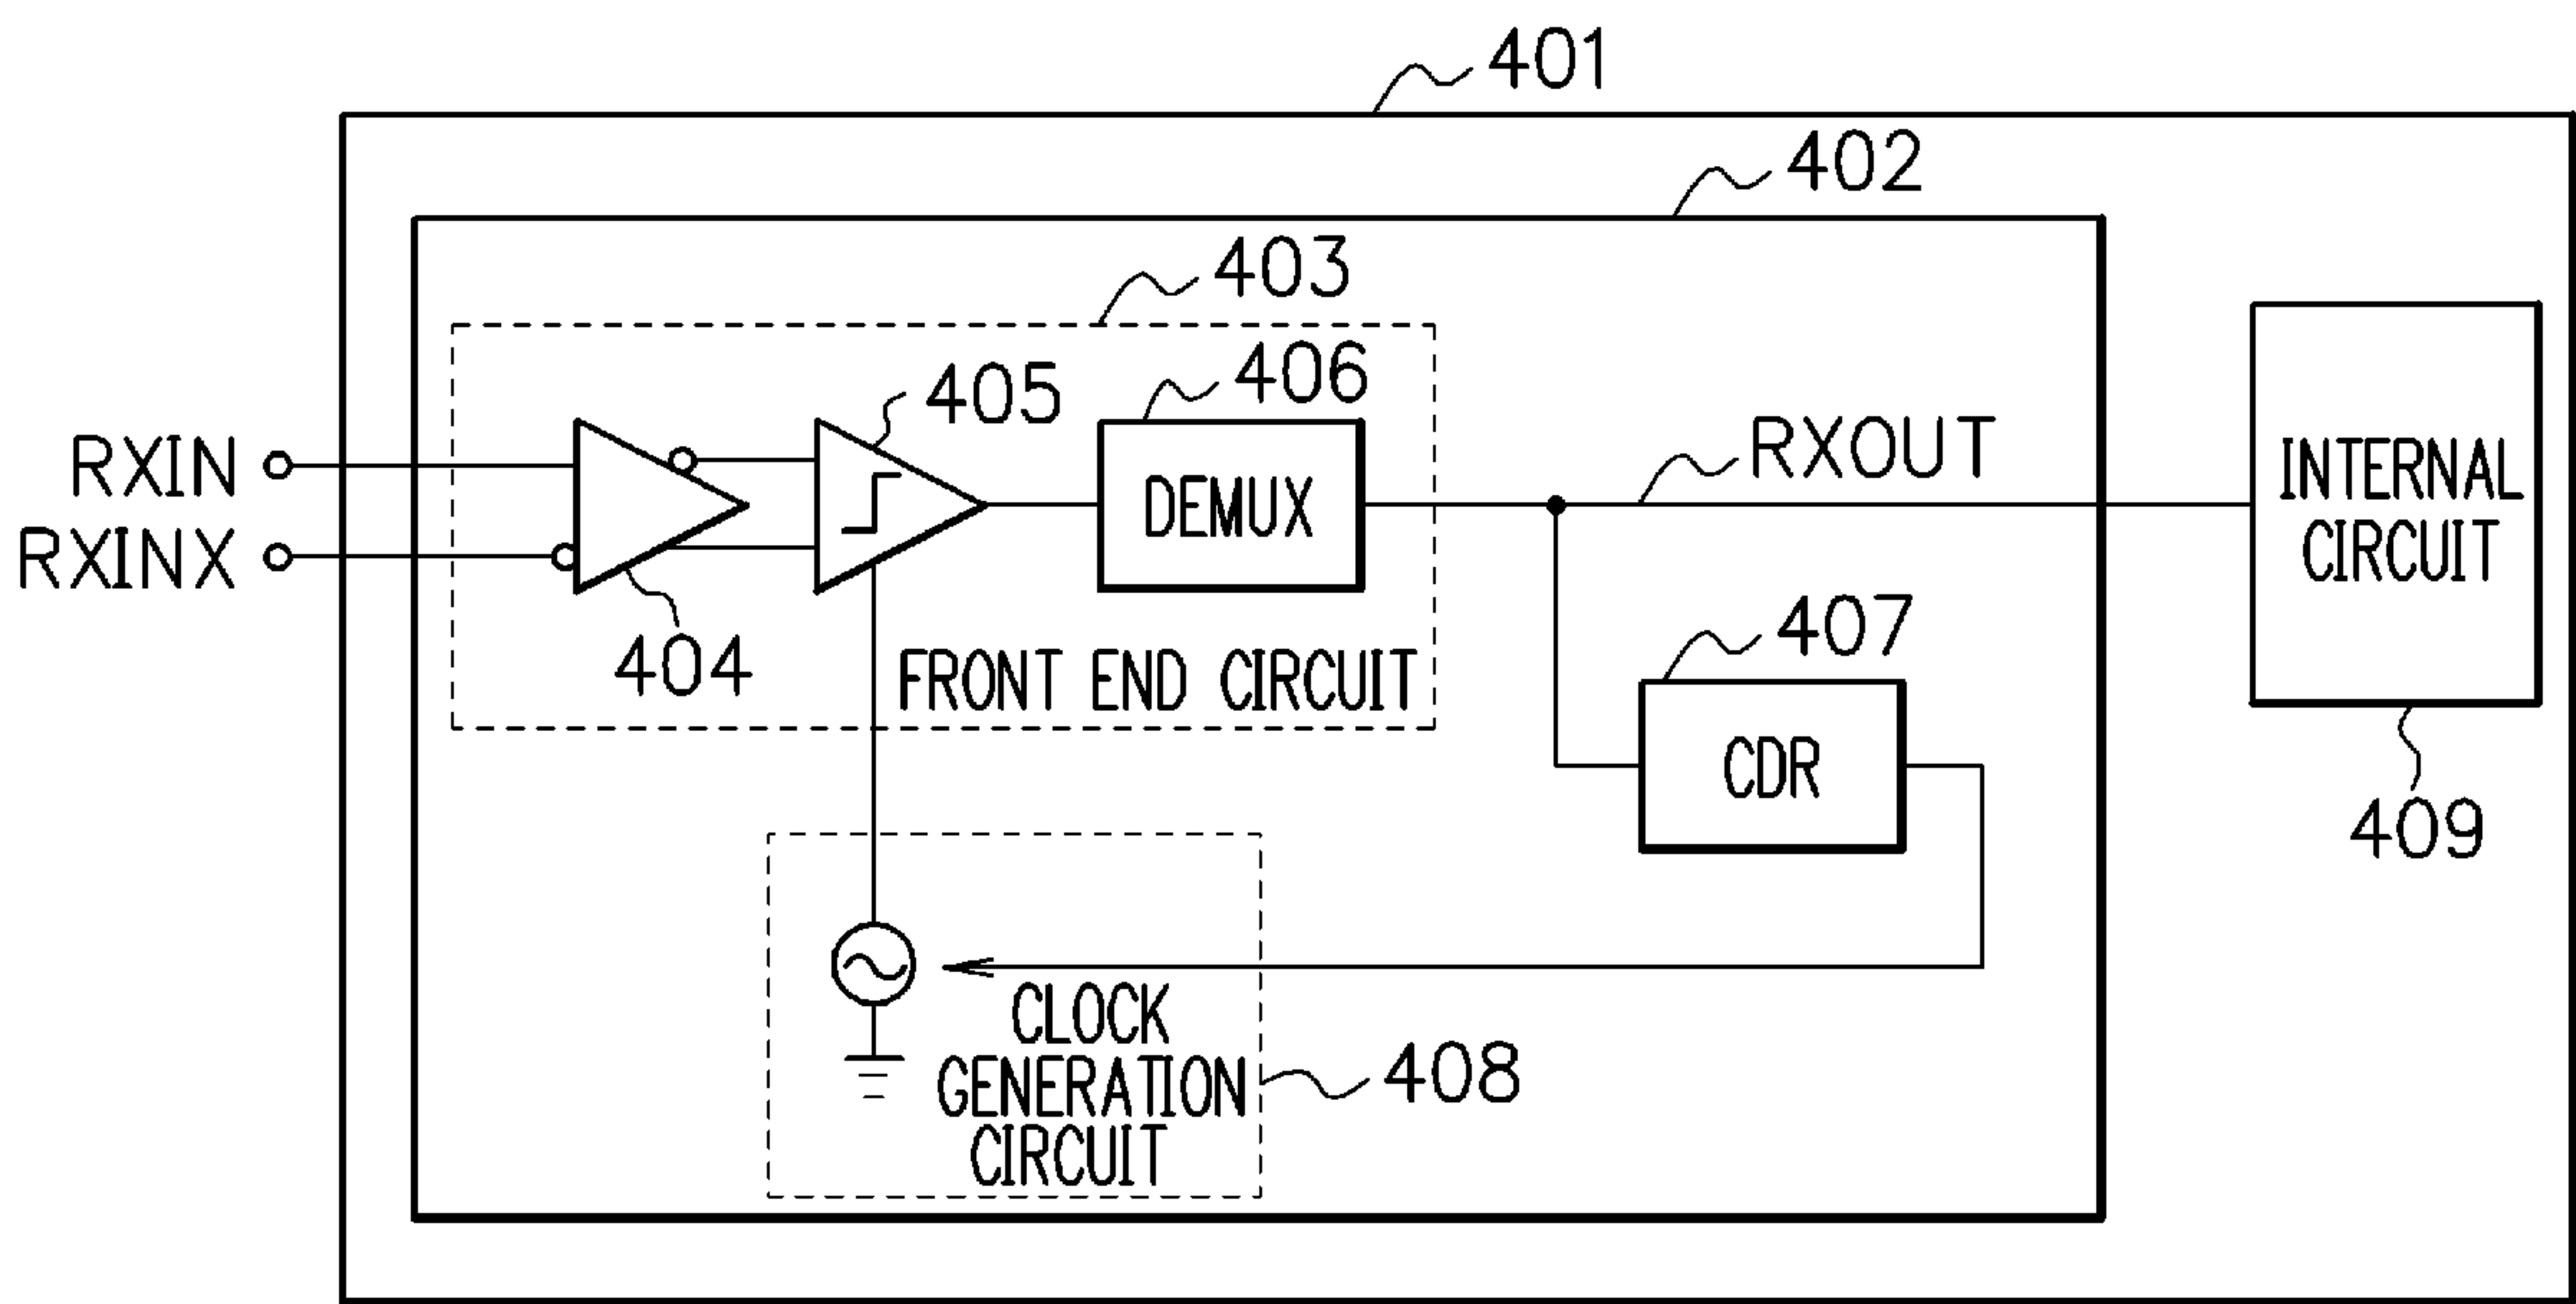 401
402
403
405
406
RXIN
RXINX
DEMUX
RXOUT
INTERNAL
CIRCUIT
404
FRONT END CIRCUIT
407
CDR
409
CLOCK
GENERATION
CIRCUIT
408